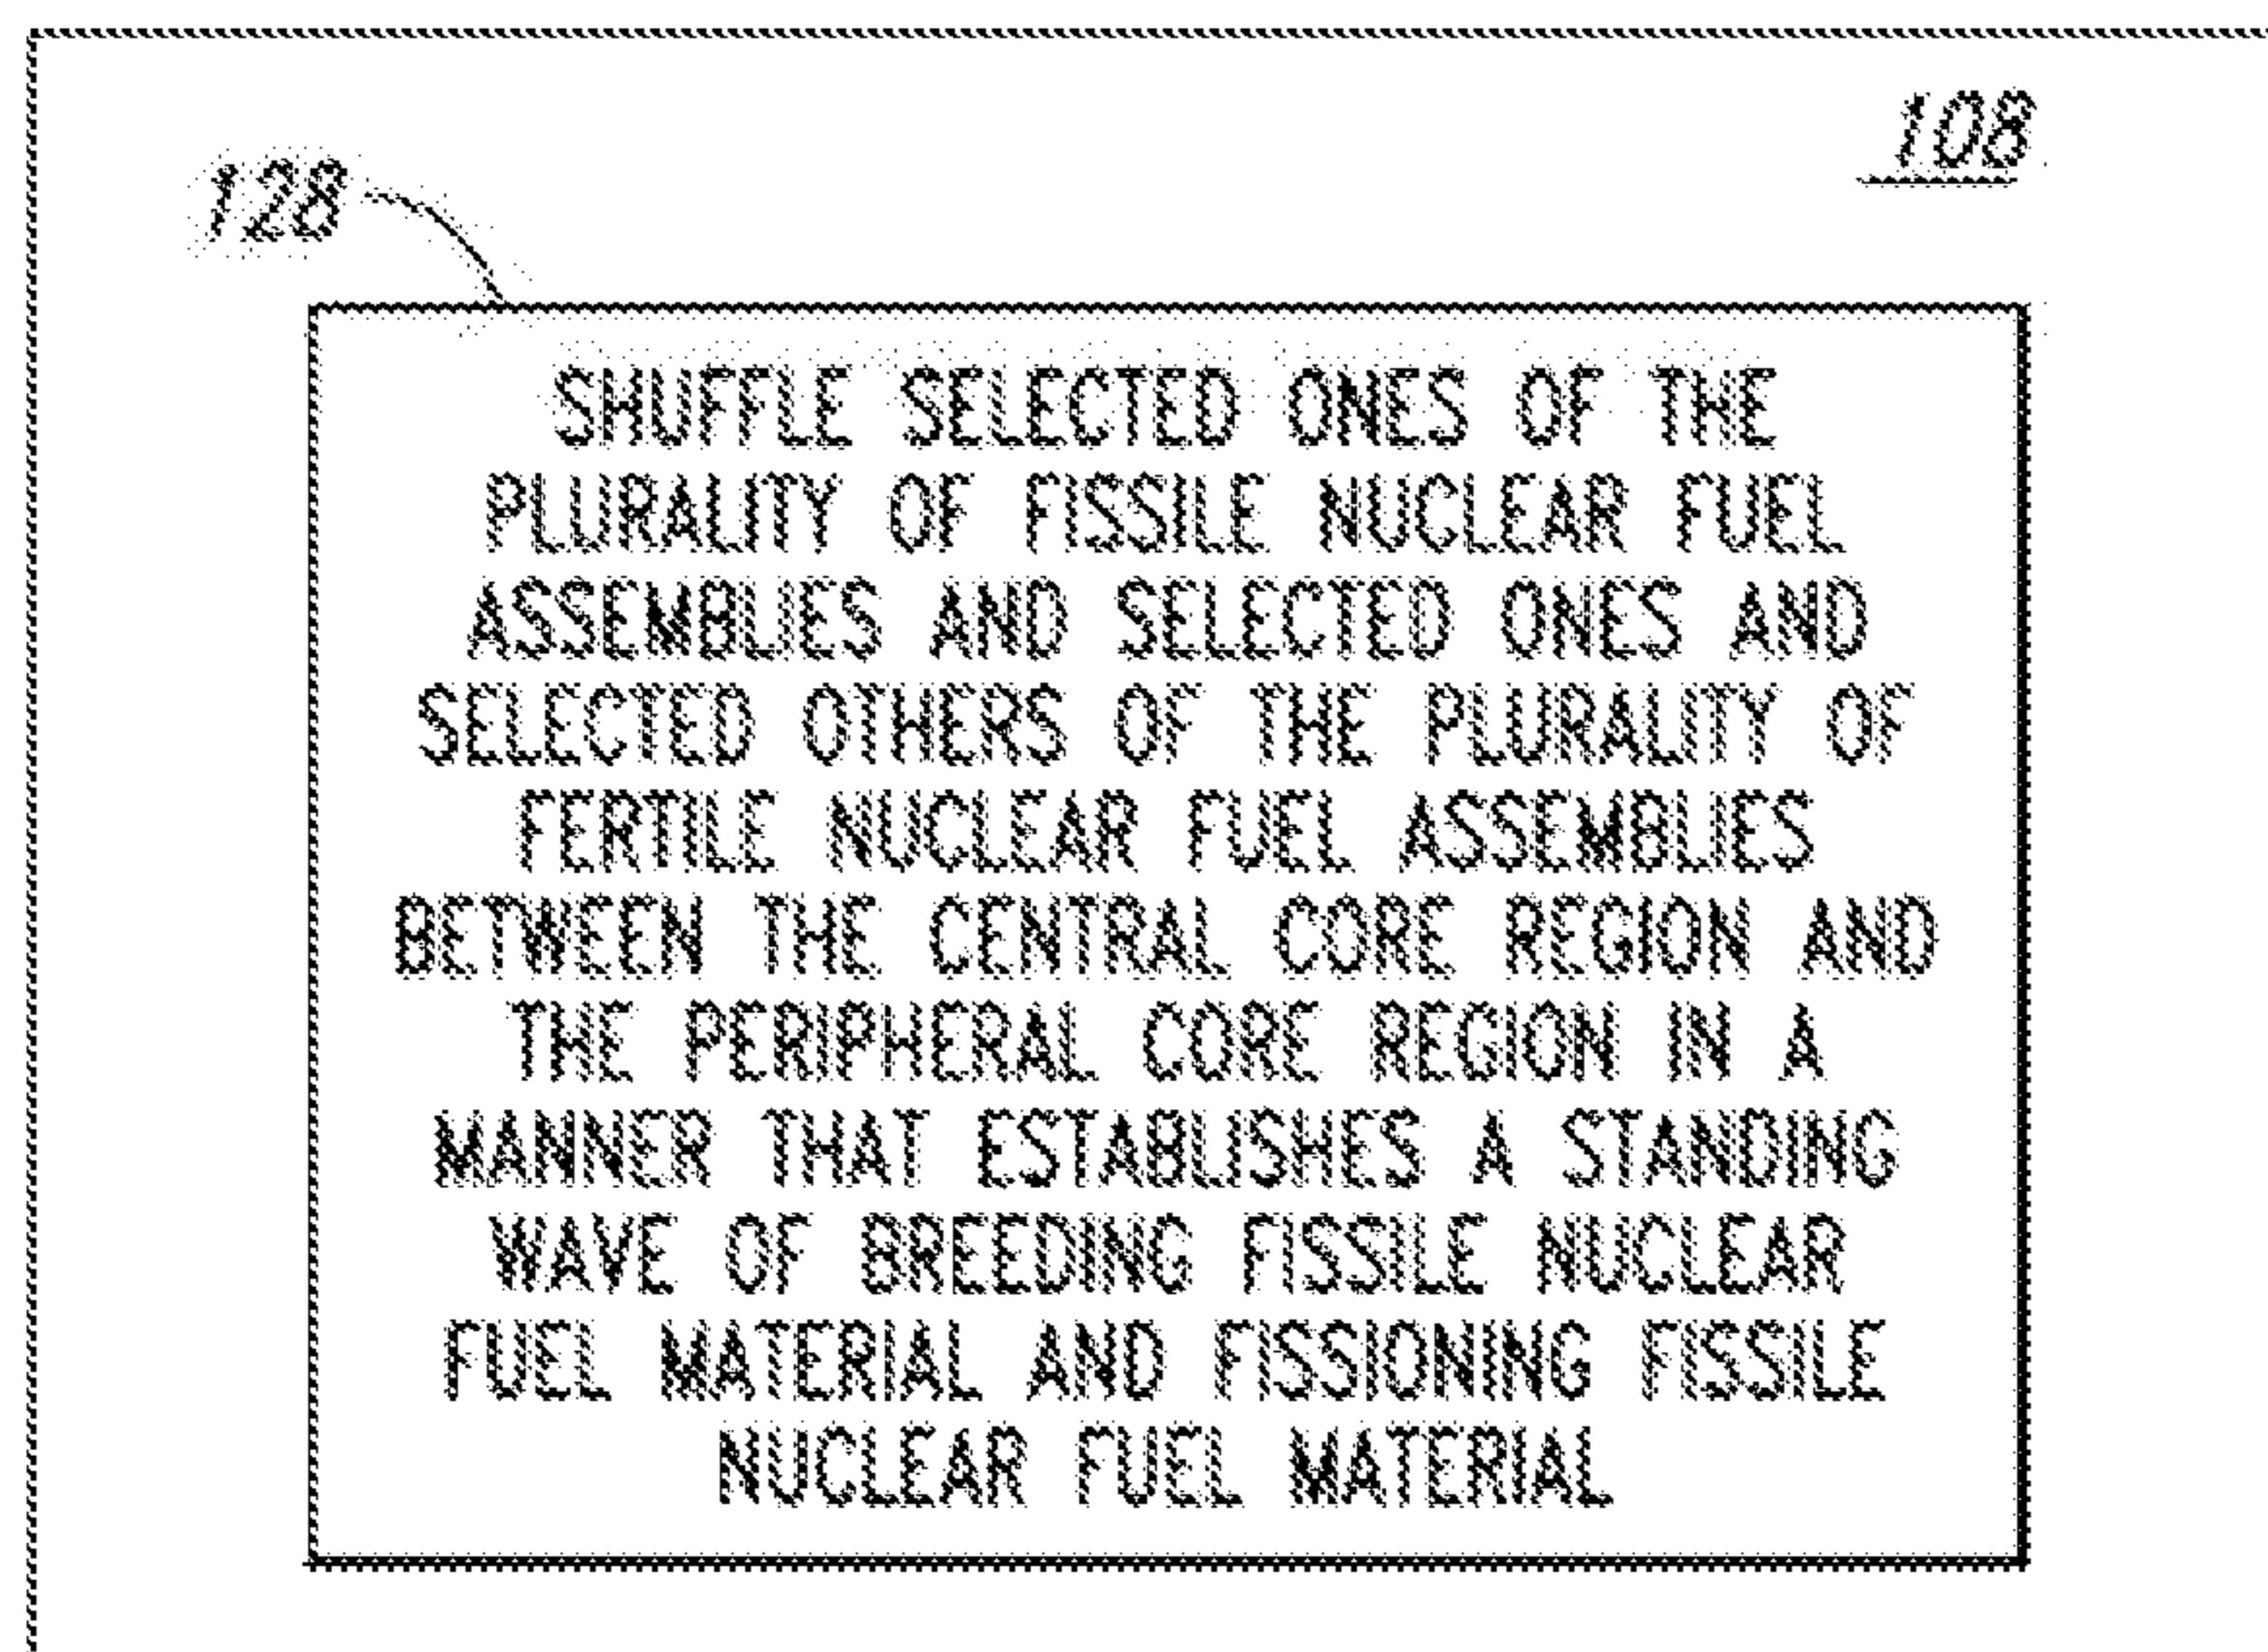 108
128
SHUFFLE SELECTED ONES OF THE
PLURALITY OF FISSILE NUCLEAR FUEL
ASSEMBLIES AND SELECTED ONES AND
SELECTED OTHERS OF THE PLURALITY OF
FERTILE NUCLEAR FUEL ASSEMBLIES
BETWEEN THE CENTRAL CORE REGION AND
THE PERIPHERAL CORE REGION IN A
MANNER THAT ESTABLISHES A STANDING
WAVE OF BREEDING FISSILE NUCLEAR
FUEL MATERIAL AND FISSIONING FISSILE
NUCLEAR FUEL MATERIAL